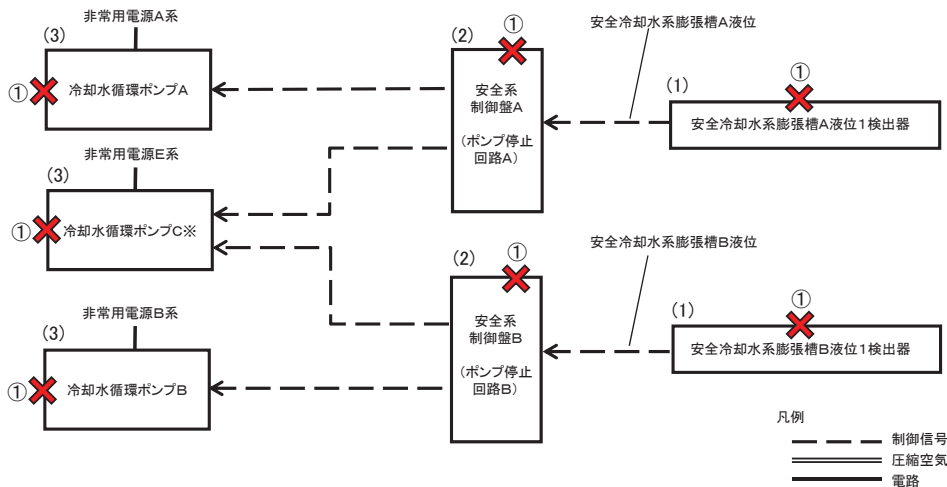 非常用電源A系
(3)
①
冷却水循環ポンプA
非常用電源E系
(3)
①
冷却水循環ポンプC※
非常用電源B系
(3)
①
冷却水循環ポンプB
(2)
①
安全系
制御盤A
(ポンプ停止
回路A)
(2)
①
安全系
制御盤B
(ポンプ停止
回路B)
安全冷却水系膨張槽A液位
(1)
①
安全冷却水系膨張槽A液位1検出器
安全冷却水系膨張槽B液位
(1)
①
安全冷却水系膨張槽B液位1検出器
凡例
制御信号
圧縮空気
電路